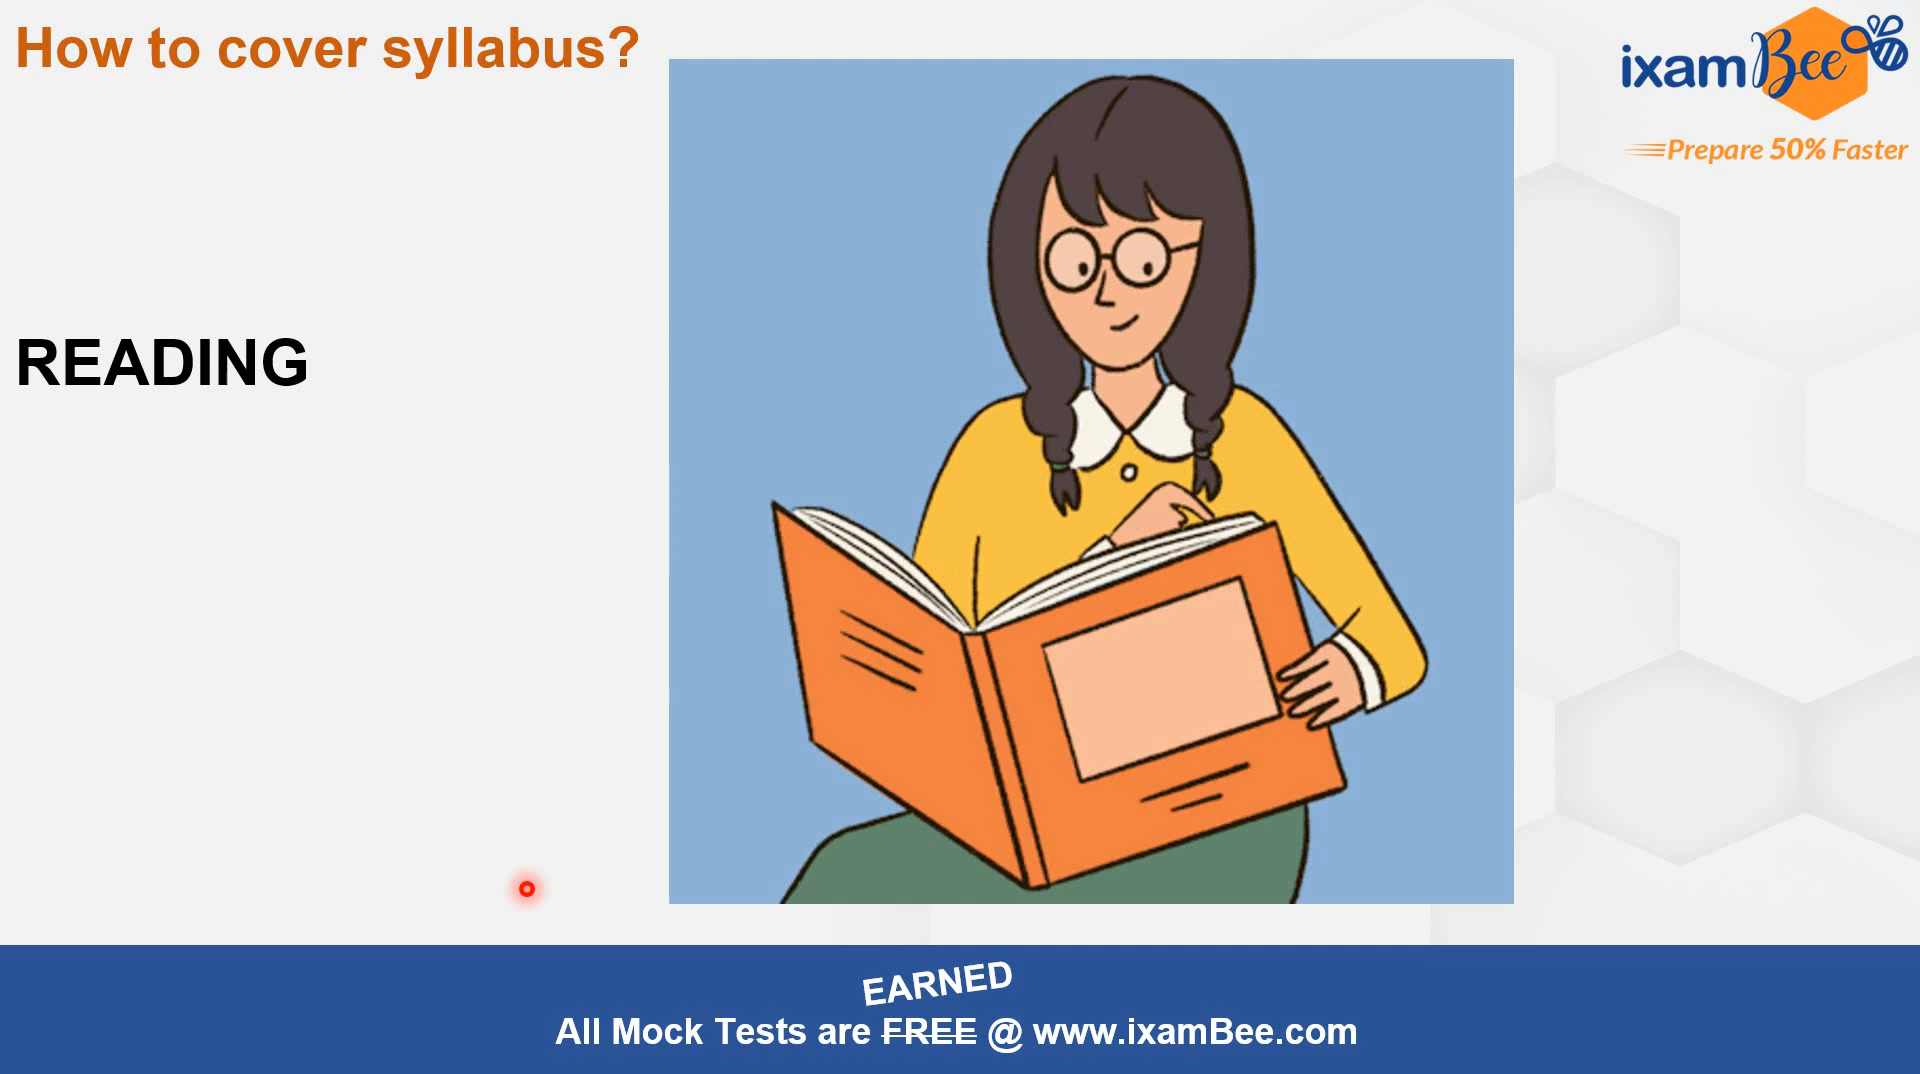 How to cover syllabus?
ixamBee
Prepare 50% Faster
READING
EARNED
All Mock Tests are FREE @ www.ixamBee.com